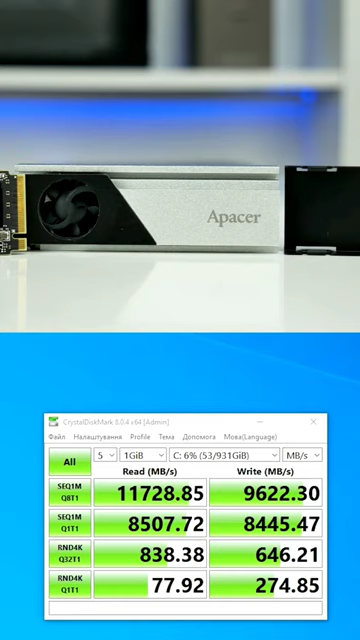 Apacer
CrystalDiskMark 8.0.4 x64 [Admin]
Файл Налаштування Profile Тема Допомога Мова(Language)
All 5 1GiB C: 6% (53/931GiB) MB/s
Read (MB/s) Write (MB/s)
SEQ1M Q8T1 11728.85 9622.30
SEQ1M Q1T1 8507.72 8445.47
RND4K Q32T1 838.38 646.21
RND4K Q1T1 77.92 274.85